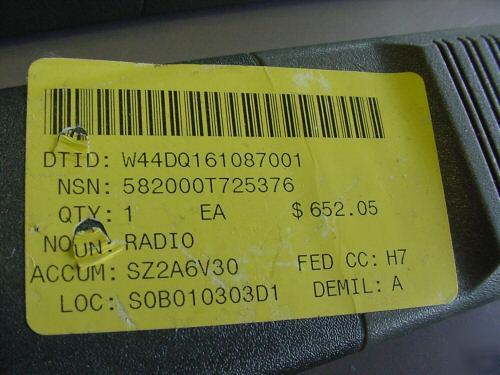 DTID: W44DQ161087001
NSN: 582000T725376
QTY: 1 EA $ 652.05
NOUN: RADIO
ACCUM: SZ2A6V30 FED CC: H7
LOC: S0B010303D1 DEMIL: A